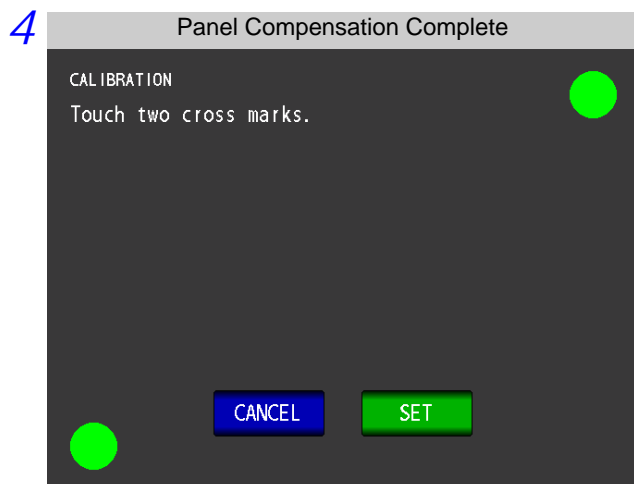 4
Panel Compensation Complete
CALIBRATION
Touch two cross marks.
CANCEL SET